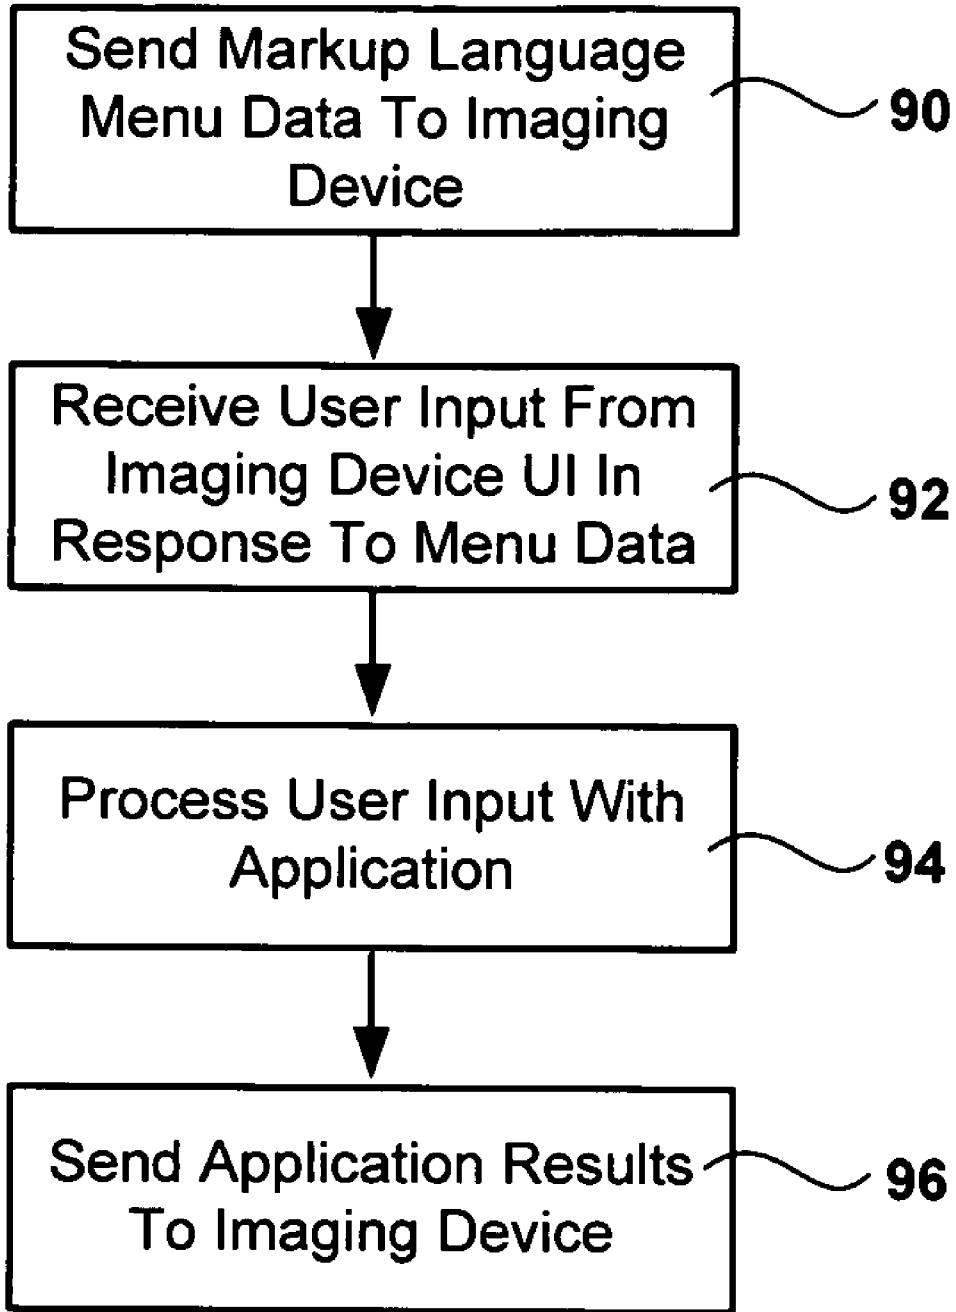 Send Markup Language
Menu Data To Imaging
Device
90
Receive User Input From
Imaging Device UI In
Response To Menu Data
92
Process User Input With
Application
94
Send Application Results
To Imaging Device
96